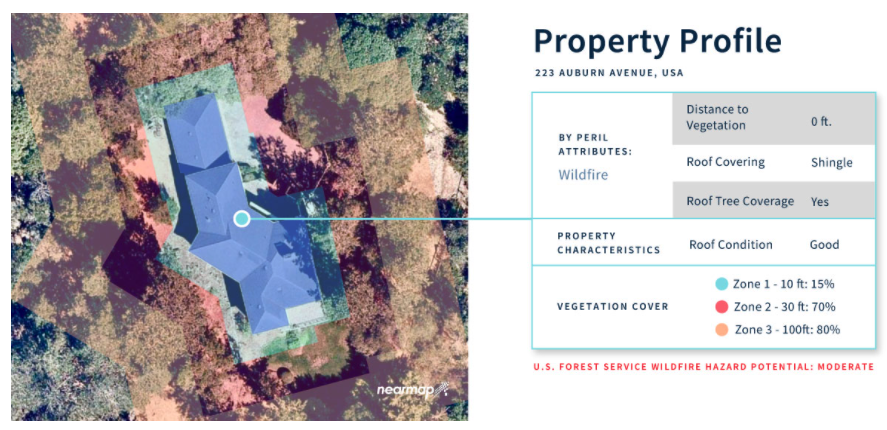 Property Profile
223 AUBURN AVENUE, USA
BY PERIL
ATTRIBUTES:
Wildfire
Distance to
Vegetation
0 ft.
Roof Covering
Shingle
Roof Tree Coverage
Yes
PROPERTY
CHARACTERISTICS
Roof Condition
Good
VEGETATION COVER
Zone 1 - 10 ft: 15%
Zone 2 - 30 ft: 70%
Zone 3 - 100ft: 80%
U.S. FOREST SERVICE WILDFIRE HAZARD POTENTIAL: MODERATE
nearmap